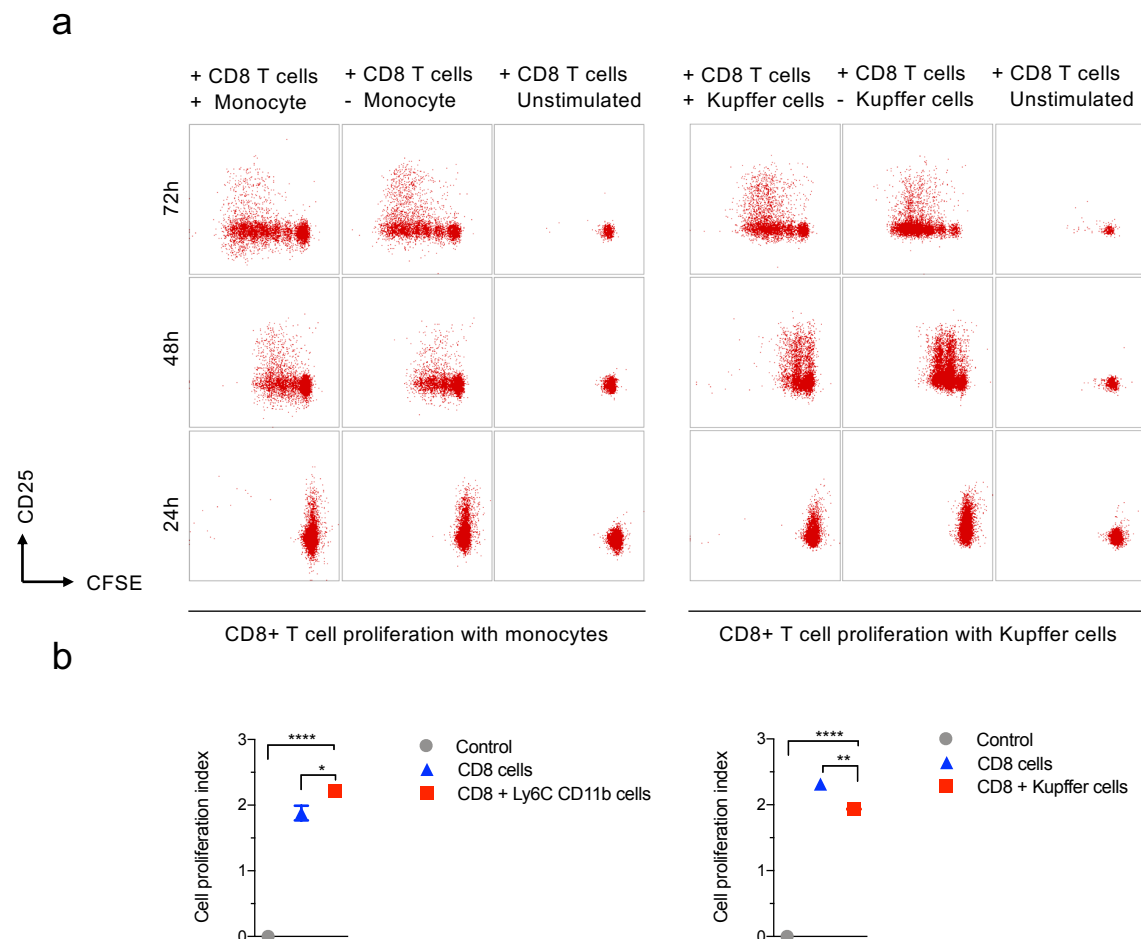 a
+ CD8 T cells + CD8 T cells + CD8 T cells + CD8 T cells + CD8 T cells + CD8 T cells
+ Monocyte - Monocyte Unstimulated + Kupffer cells - Kupffer cells Unstimulated
72h
48h
24h
CD25
CFSE
CD8+ T cell proliferation with monocytes
CD8+ T cell proliferation with Kupffer cells
b
Cell proliferation index
3
2
1
0
****
*
Control
CD8 cells
CD8 + Ly6C CD11b cells
Cell proliferation index
3
2
1
0
****
**
Control
CD8 cells
CD8 + Kupffer cells